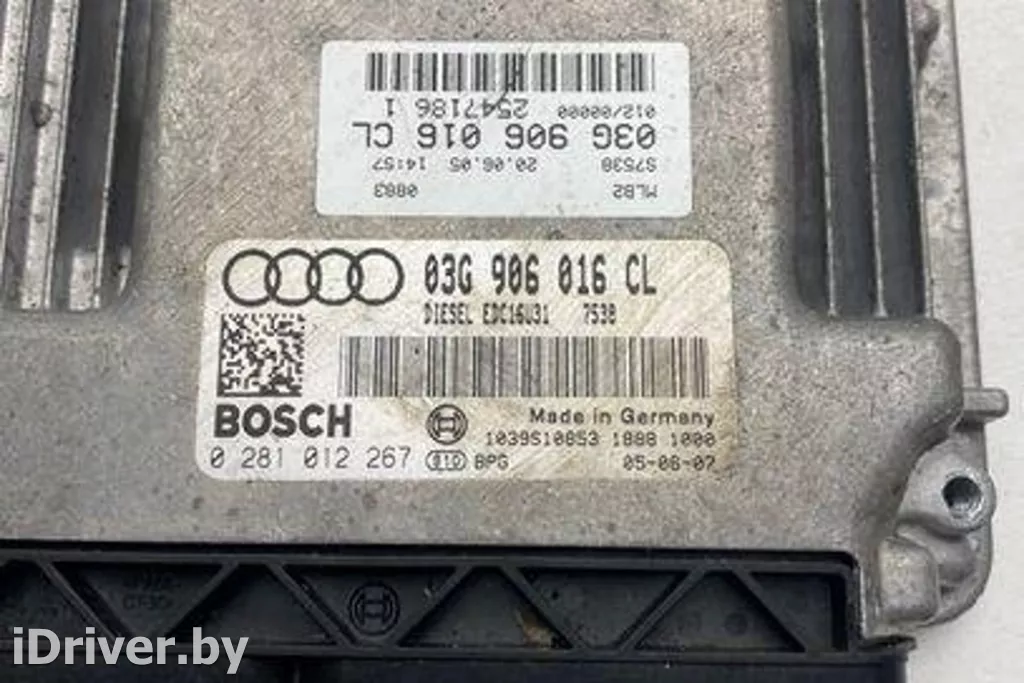 MLB2 0883
S7538 20.06.05 14:57
03G 906 016 CL
012/00000 2547186 1
03G 906 016 CL
DIESEL EDC16U31 7538
BOSCH
Made in Germany
1039S10853 1888 1000
0 281 012 267 010 BPG 05-06-07
iDriver.by